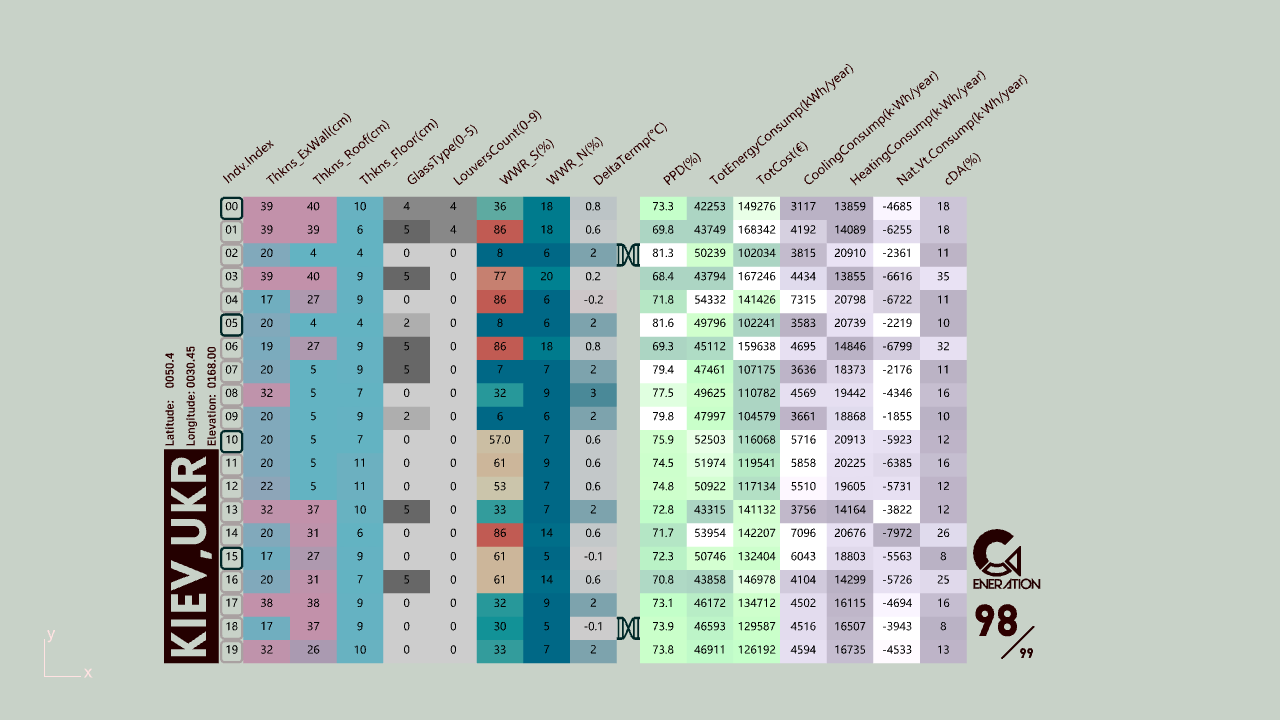 Indv.Index Thkns_ExWall(cm) Thkns_Roof(cm) Thkns_Floor(cm) GlassType(0-5) LouversCount(0-9) WWR_S(%) WWR_N(%) DeltaTermp(°C) PPD(%) TotEnergyConsump(kWh/year) TotCost(€) CoolingConsump(k·Wh/year) HeatingConsump(k·Wh/year) Nat.Vt.Consump(k·Wh/year) cDA(%)
00 39 40 10 4 4 36 18 0.8 73.3 42253 149276 3117 13859 -4685 18
01 39 39 6 5 4 86 18 0.6 69.8 43749 168342 4192 14089 -6255 18
02 20 4 4 0 0 8 6 2 81.3 50239 102034 3815 20910 -2361 11
03 39 40 9 5 0 77 20 0.2 68.4 43794 167246 4434 13855 -6616 35
04 17 27 9 0 0 86 6 -0.2 71.8 54332 141426 7315 20798 -6722 11
05 20 4 4 2 0 8 6 2 81.6 49796 102241 3583 20739 -2219 10
06 19 27 9 5 0 86 18 0.8 69.3 45112 159638 4695 14846 -6799 32
07 20 5 9 5 0 7 7 2 79.4 47461 107175 3636 18373 -2176 11
08 32 5 7 0 0 32 9 3 77.5 49625 110782 4569 19442 -4346 16
09 20 5 9 2 0 6 6 2 79.8 47997 104579 3661 18868 -1855 10
10 20 5 7 0 0 57.0 7 0.6 75.9 52503 116068 5716 20913 -5923 12
11 20 5 11 0 0 61 9 0.6 74.5 51974 119541 5858 20225 -6385 16
12 22 5 11 0 0 53 7 0.6 74.8 50922 117134 5510 19605 -5731 12
13 32 37 10 5 0 33 7 2 72.8 43315 141132 3756 14164 -3822 12
14 20 31 6 0 0 86 14 0.6 71.7 53954 142207 7096 20676 -7972 26
15 17 27 9 0 0 61 5 -0.1 72.3 50746 132404 6043 18803 -5563 8
16 20 31 7 5 0 61 14 0.6 70.8 43858 146978 4104 14299 -5726 25
17 38 38 9 0 0 32 9 2 73.1 46172 134712 4502 16115 -4694 16
18 17 37 9 0 0 30 5 -0.1 73.9 46593 129587 4516 16507 -3943 8
19 32 26 10 0 0 33 7 2 73.8 46911 126192 4594 16735 -4533 13
KIEV,UKR
Latitude: 0050.4
Longitude: 0030.45
Elevation: 0168.00
G
ENERATION
98/99
y
x